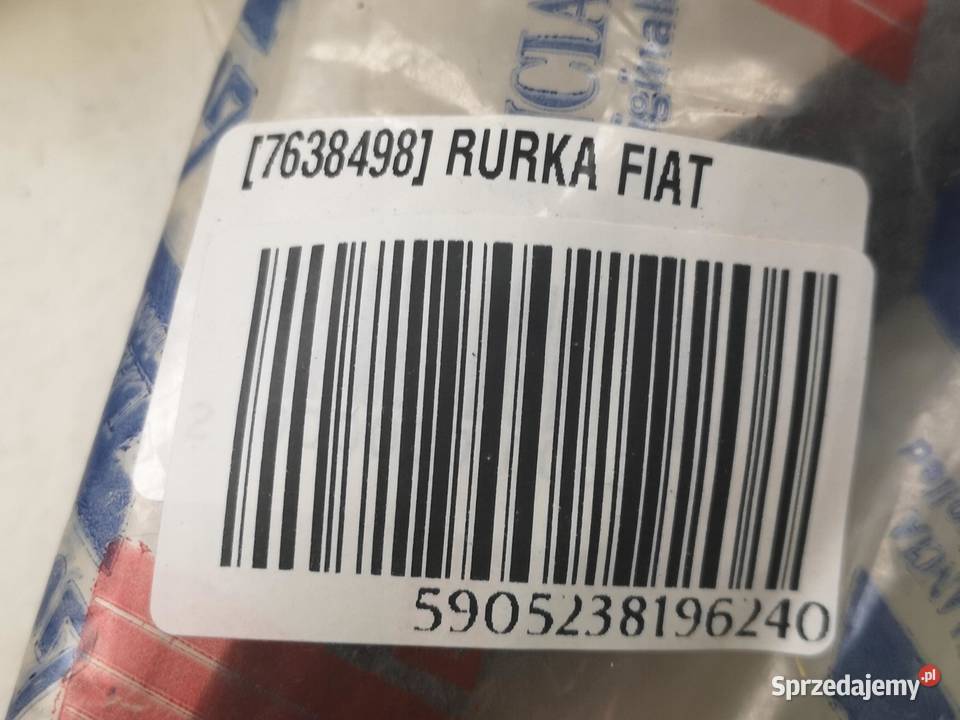 [7638498] RURKA FIAT
5905238196240
Sprzedajemy.pl